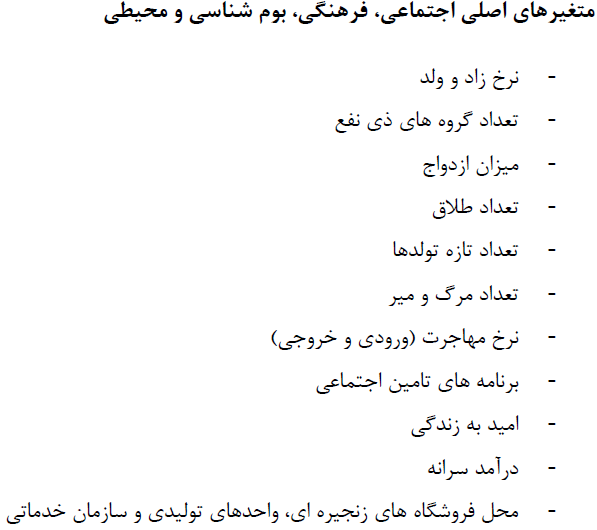 متغیرهای اصلی اجتماعی، فرهنگی، بوم شناسی و محیطی
- نرخ زاد و ولد
- تعداد گروه های ذی نفع
- میزان ازدواج
- تعداد طلاق
- تعداد تازه تولدها
- تعداد مرگ و میر
- نرخ مهاجرت (ورودی و خروجی)
- برنامه های تامین اجتماعی
- امید به زندگی
- درآمد سرانه
- محل فروشگاه های زنجیره ای، واحدهای تولیدی و سازمان خدماتی